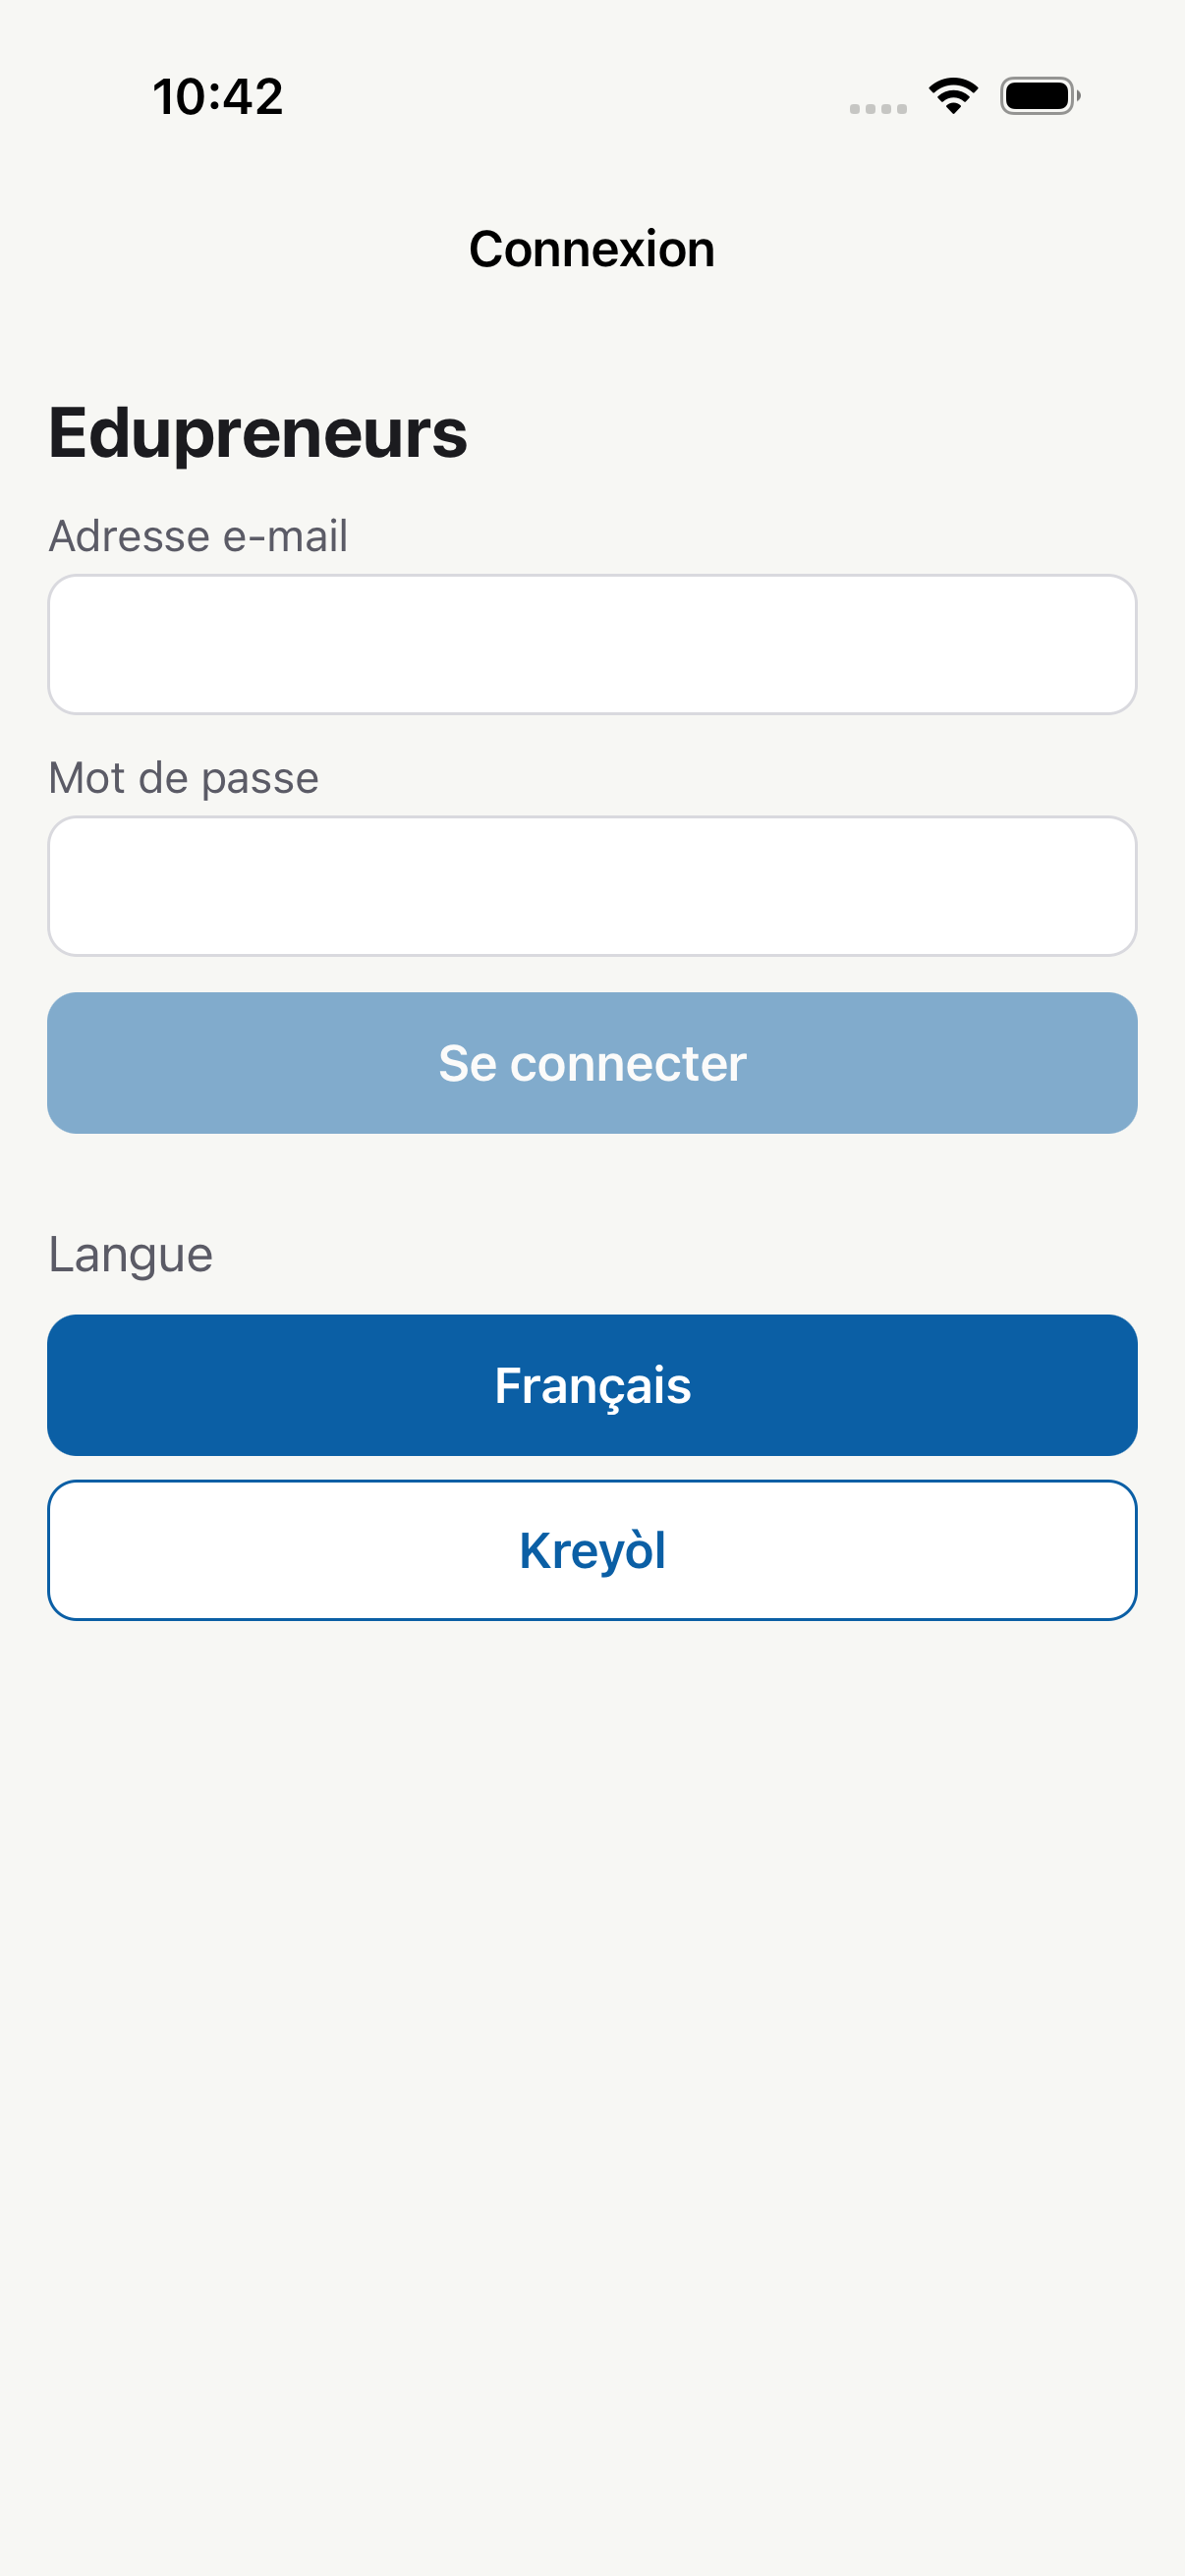 10:42
Connexion
Edupreneurs
Adresse e-mail
Mot de passe
Se connecter
Langue
Français
Kreyòl